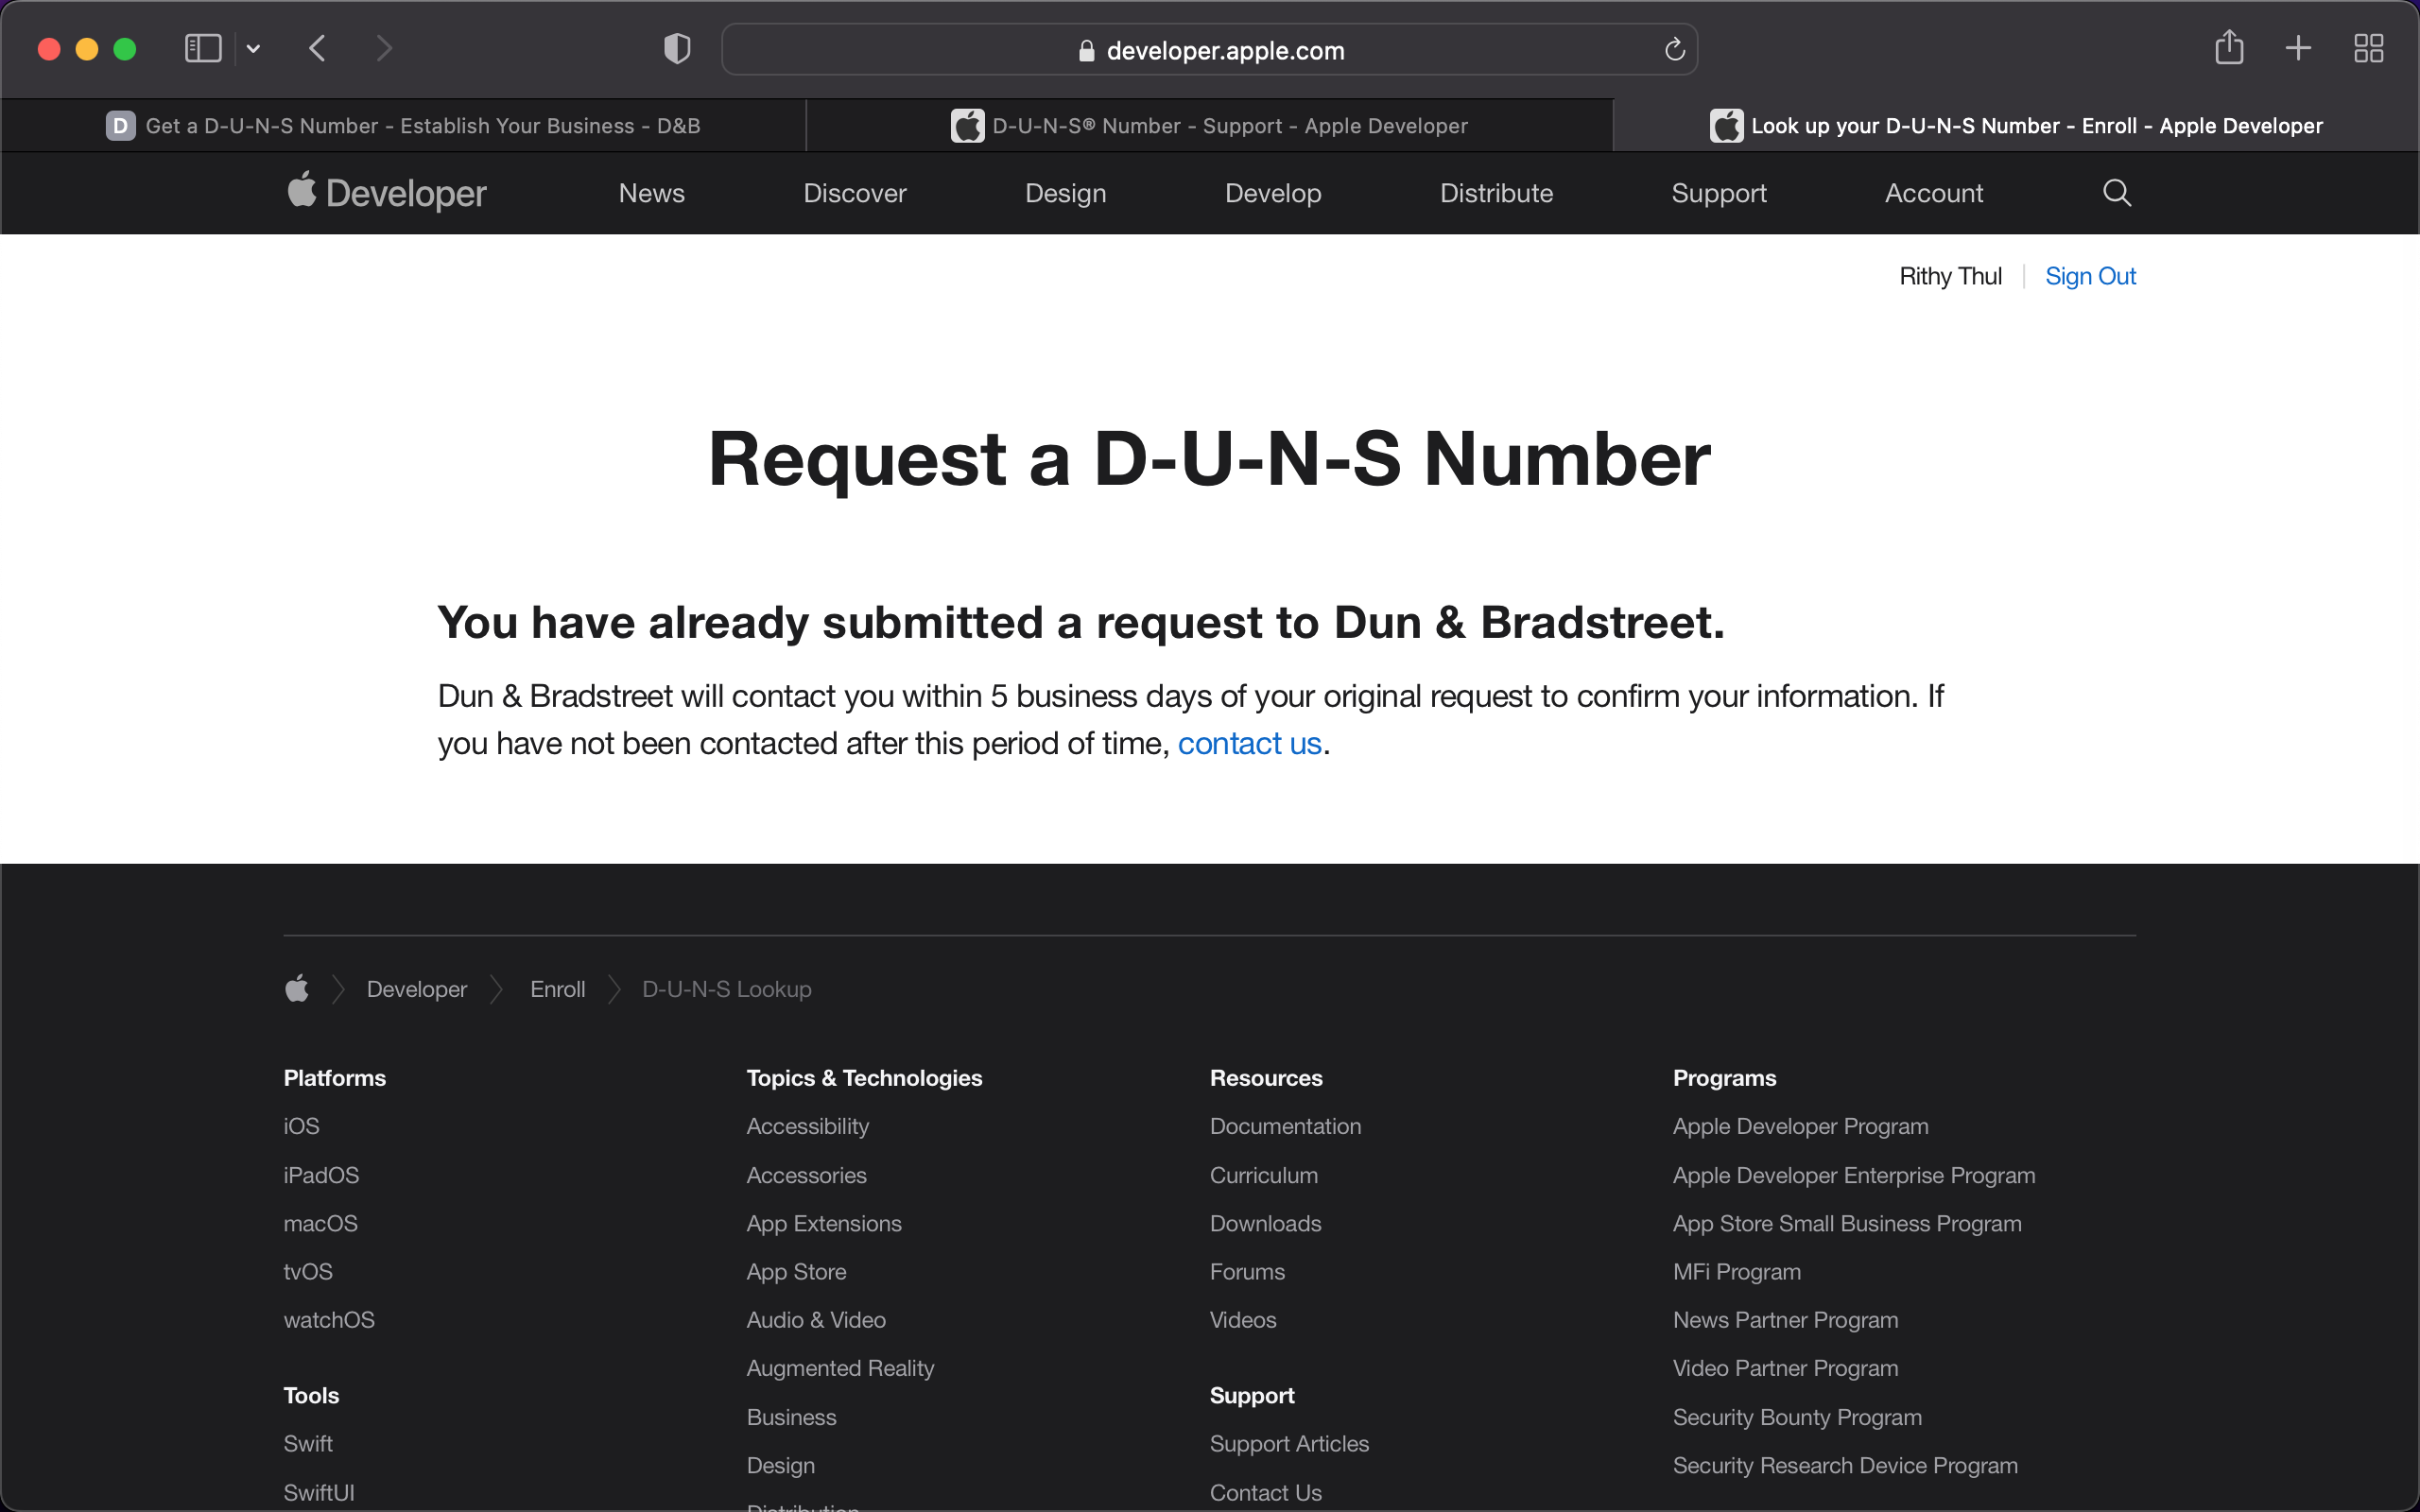 developer.apple.com
D Get a D-U-N-S Number - Establish Your Business - D&B
D-U-N-S® Number - Support - Apple Developer
Look up your D-U-N-S Number - Enroll - Apple Developer
Developer News Discover Design Develop Distribute Support Account
Rithy Thul Sign Out
Request a D-U-N-S Number
You have already submitted a request to Dun & Bradstreet.
Dun & Bradstreet will contact you within 5 business days of your original request to confirm your information. If
you have not been contacted after this period of time, contact us.
Developer Enroll D-U-N-S Lookup
Platforms
iOS
iPadOS
macOS
tvOS
watchOS
Tools
Swift
SwiftUI
Topics & Technologies
Accessibility
Accessories
App Extensions
App Store
Audio & Video
Augmented Reality
Business
Design
Distribution
Resources
Documentation
Curriculum
Downloads
Forums
Videos
Support
Support Articles
Contact Us
Programs
Apple Developer Program
Apple Developer Enterprise Program
App Store Small Business Program
MFi Program
News Partner Program
Video Partner Program
Security Bounty Program
Security Research Device Program